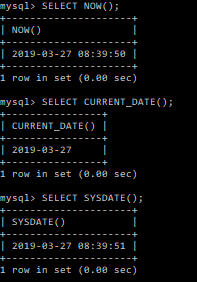 mysql> SELECT NOW();
+---------------------+
| NOW()               |
+---------------------+
| 2019-03-27 08:39:50 |
+---------------------+
1 row in set (0.00 sec)

mysql> SELECT CURRENT_DATE();
+----------------+
| CURRENT_DATE() |
+----------------+
| 2019-03-27     |
+----------------+
1 row in set (0.00 sec)

mysql> SELECT SYSDATE();
+---------------------+
| SYSDATE()           |
+---------------------+
| 2019-03-27 08:39:51 |
+---------------------+
1 row in set (0.00 sec)